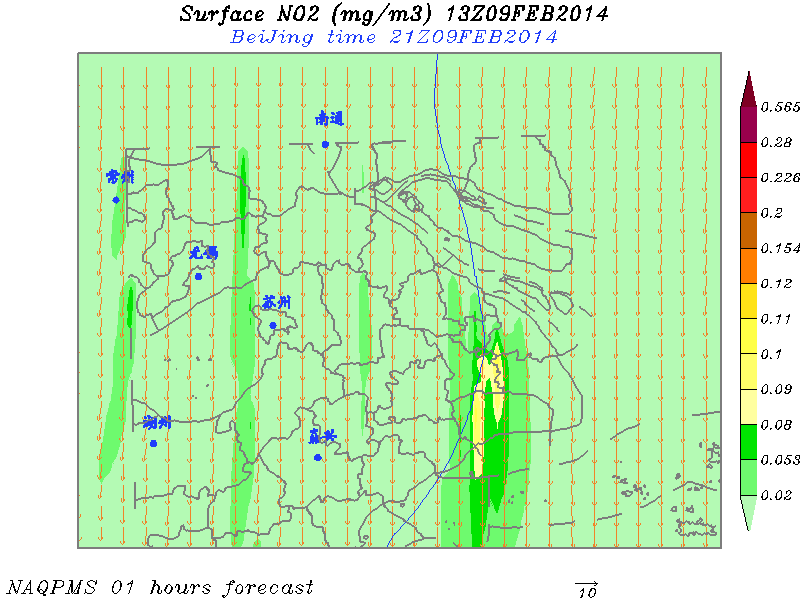 Surface NO2 (mg/m3) 13Z09FEB2014
BeiJing time 21Z09FEB2014
南通
常州
无锡
苏州
湖州
嘉兴
0.565
0.28
0.226
0.2
0.154
0.12
0.11
0.1
0.09
0.08
0.053
0.02
NAQPMS 01 hours forecast
10